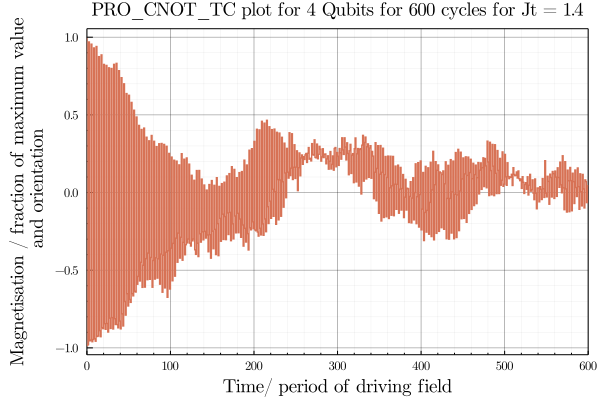 PRO_CNOT_TC plot for 4 Qubits for 600 cycles for Jt = 1.4
Magnetisation / fraction of maximum value
and orientation
1.0
0.5
0.0
−0.5
−1.0
0 100 200 300 400 500 600
Time/ period of driving field